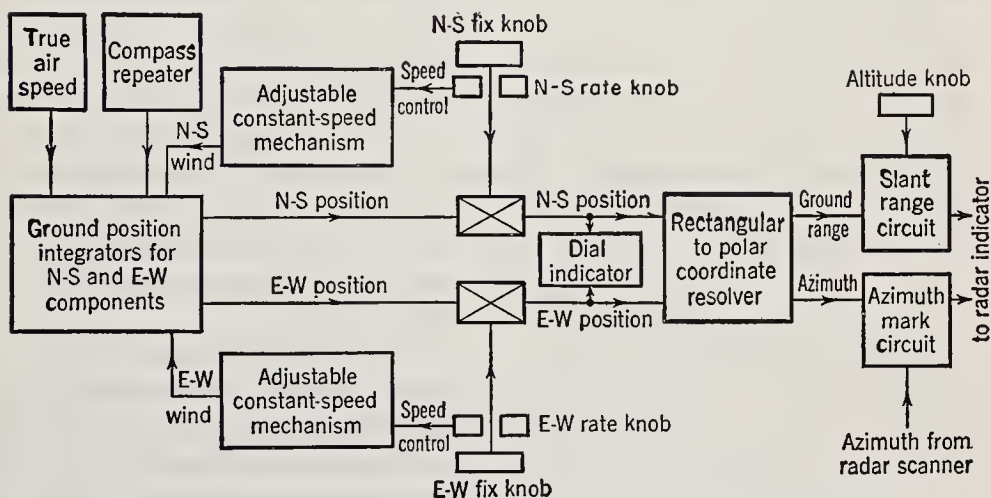 True
air
speed
Compass
repeater
N-S fix knob
Speed
control
N-S rate knob
Altitude knob
Adjustable
constant-speed
mechanism
N-S
wind
Slant
range
circuit
Ground position
integrators for
N-S and E-W
components
N-S position
N-S position
Dial
indicator
Rectangular
to polar
coordinate
resolver
Ground
range
E-W position
E-W position
Azimuth
Azimuth
mark
circuit
to radar indicator
E-W
wind
Adjustable
constant-speed
mechanism
Speed
control
E-W rate knob
E-W fix knob
Azimuth from
radar scanner